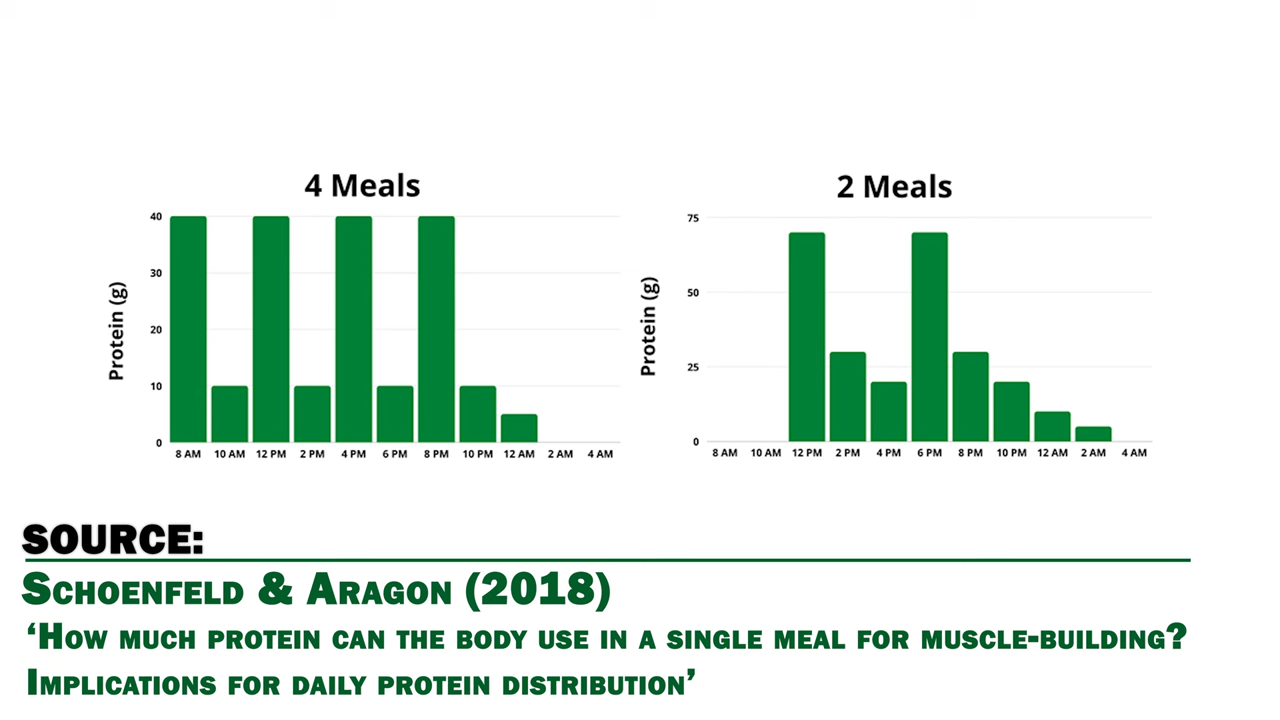 4 Meals
Protein (g)
40
30
20
10
0
8 AM 10 AM 12 PM 2 PM 4 PM 6 PM 8 PM 10 PM 12 AM 2 AM 4 AM
2 Meals
Protein (g)
75
50
25
0
8 AM 10 AM 12 PM 2 PM 4 PM 6 PM 8 PM 10 PM 12 AM 2 AM 4 AM
SOURCE:
SCHOENFELD & ARAGON (2018)
‘HOW MUCH PROTEIN CAN THE BODY USE IN A SINGLE MEAL FOR MUSCLE-BUILDING?
IMPLICATIONS FOR DAILY PROTEIN DISTRIBUTION’